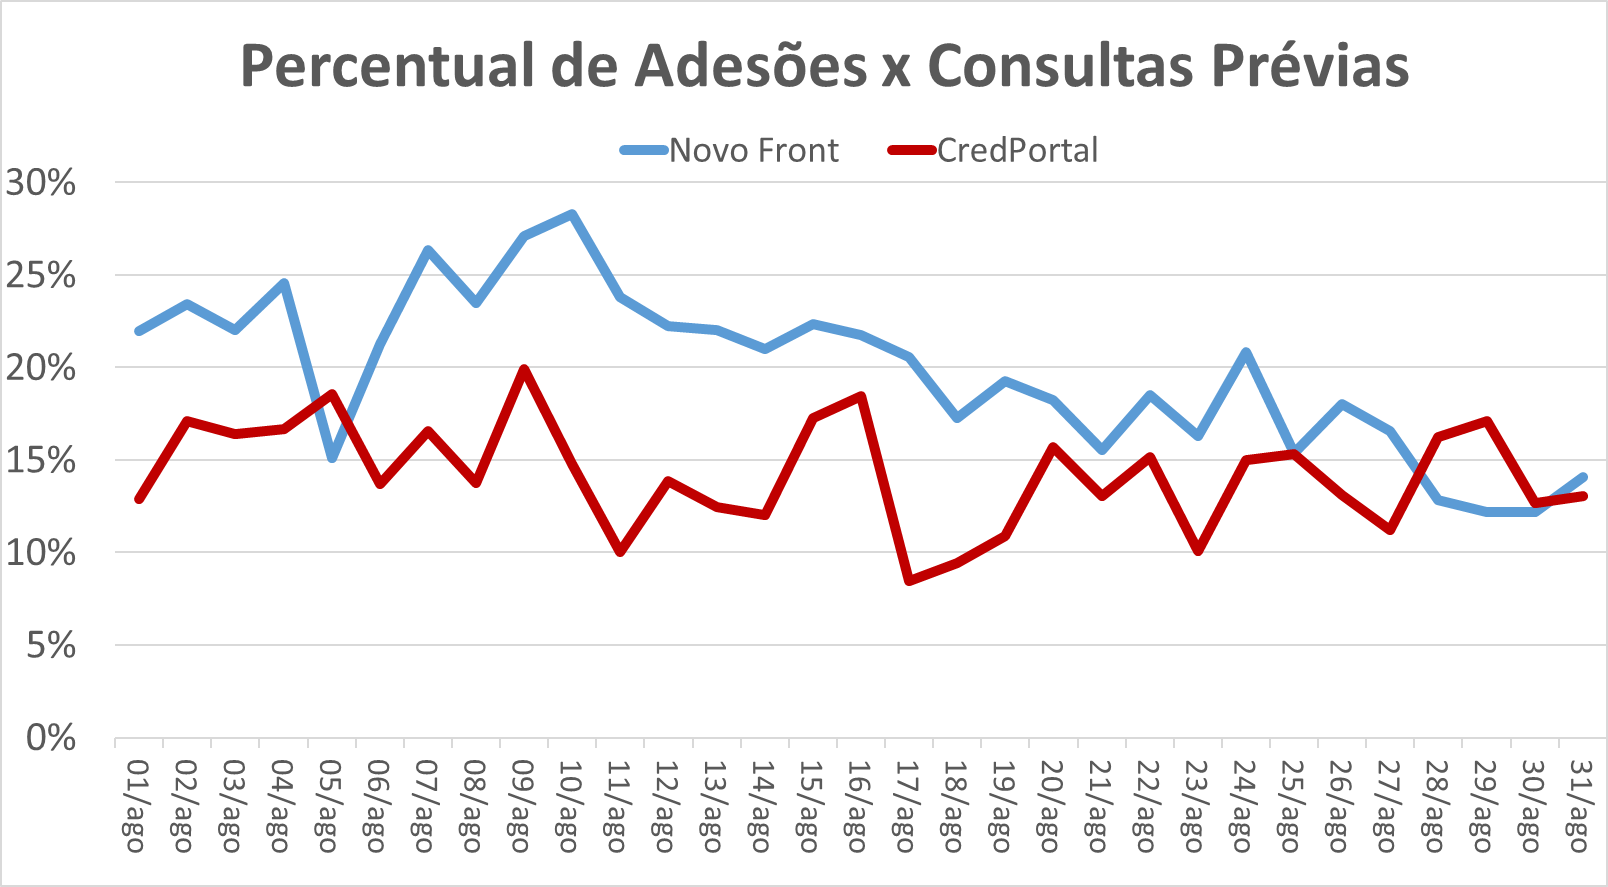 Percentual de Adesões x Consultas Prévias
Novo Front CredPortal
30%
25%
20%
15%
10%
5%
0%
01/ago 02/ago 03/ago 04/ago 05/ago 06/ago 07/ago 08/ago 09/ago 10/ago 11/ago 12/ago 13/ago 14/ago 15/ago 16/ago 17/ago 18/ago 19/ago 20/ago 21/ago 22/ago 23/ago 24/ago 25/ago 26/ago 27/ago 28/ago 29/ago 30/ago 31/ago